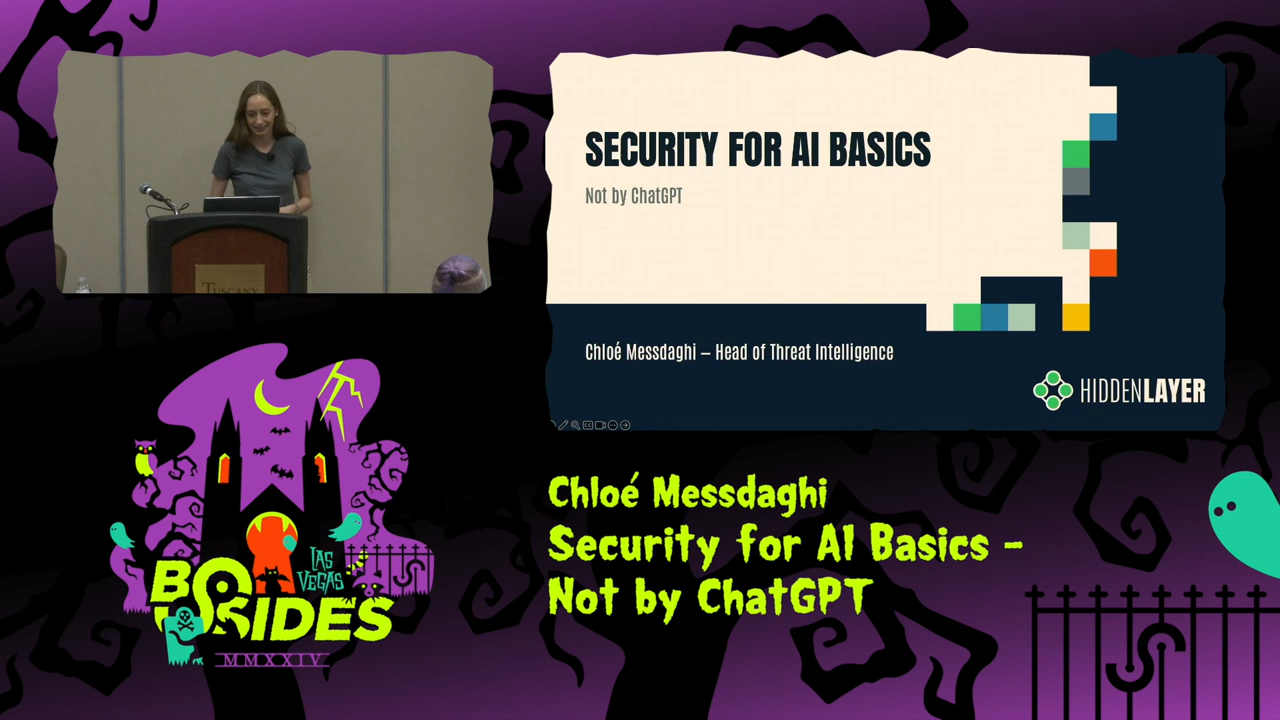 TUSCANY
SECURITY FOR AI BASICS
Not by ChatGPT
Chloé Messdaghi – Head of Threat Intelligence
HIDDENLAYER
Chloé Messdaghi
Security for AI Basics -
Not by ChatGPT
LAS
VEGAS
BSIDES
MMXXIV